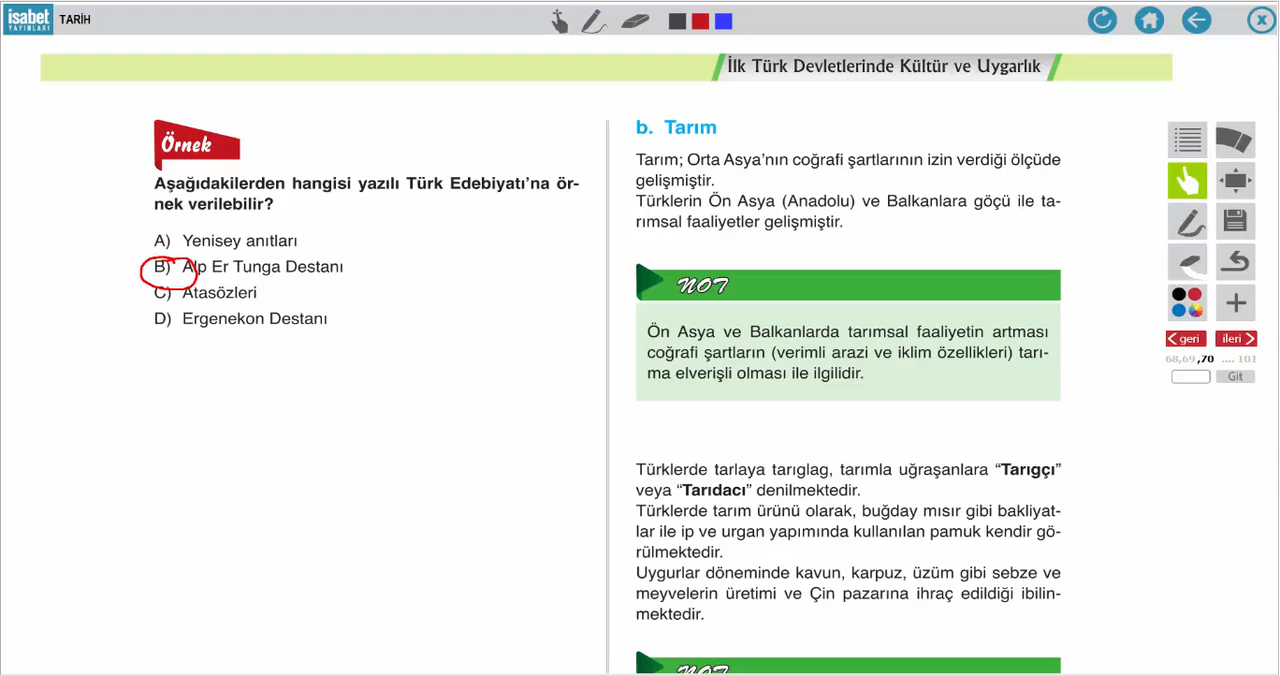 isabet
YAYINLARI
TARİH
İlk Türk Devletlerinde Kültür ve Uygarlık
Örnek
Aşağıdakilerden hangisi yazılı Türk Edebiyatı'na ör-
nek verilebilir?
A) Yenisey anıtları
B) Alp Er Tunga Destanı
C) Atasözleri
D) Ergenekon Destanı
b. Tarım
Tarım; Orta Asya'nın coğrafi şartlarının izin verdiği ölçüde
gelişmiştir.
Türklerin Ön Asya (Anadolu) ve Balkanlara göçü ile ta-
rımsal faaliyetler gelişmiştir.
NOT
Ön Asya ve Balkanlarda tarımsal faaliyetin artması
coğrafi şartların (verimli arazi ve iklim özellikleri) tarı-
ma elverişli olması ile ilgilidir.
Türklerde tarlaya tarıglag, tarımla uğraşanlara “Tarıgçı”
veya “Tarıdacı” denilmektedir.
Türklerde tarım ürünü olarak, buğday mısır gibi bakliyat-
lar ile ip ve urgan yapımında kullanılan pamuk kendir gö-
rülmektedir.
Uygurlar döneminde kavun, karpuz, üzüm gibi sebze ve
meyvelerin üretimi ve Çin pazarına ihraç edildiği ibilin-
mektedir.
NOT
geri
ileri
68,69,70 .... 101
Git